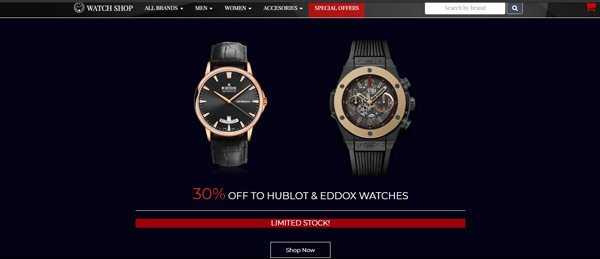 WATCH SHOP ALL BRANDS MEN WOMEN ACCESORIES SPECIAL OFFERS Search by brand
EDDOX
30% OFF TO HUBLOT & EDDOX WATCHES
LIMITED STOCK!
Shop Now